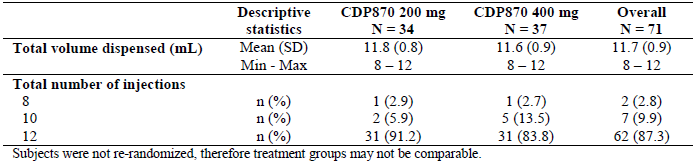 Descriptive statistics CDP870 200 mg N = 34 CDP870 400 mg N = 37 Overall N = 71
Total volume dispensed (mL) Mean (SD) 11.8 (0.8) 11.6 (0.9) 11.7 (0.9)
Min - Max 8 – 12 8 – 12 8 – 12
Total number of injections
8 n (%) 1 (2.9) 1 (2.7) 2 (2.8)
10 n (%) 2 (5.9) 5 (13.5) 7 (9.9)
12 n (%) 31 (91.2) 31 (83.8) 62 (87.3)
Subjects were not re-randomized, therefore treatment groups may not be comparable.